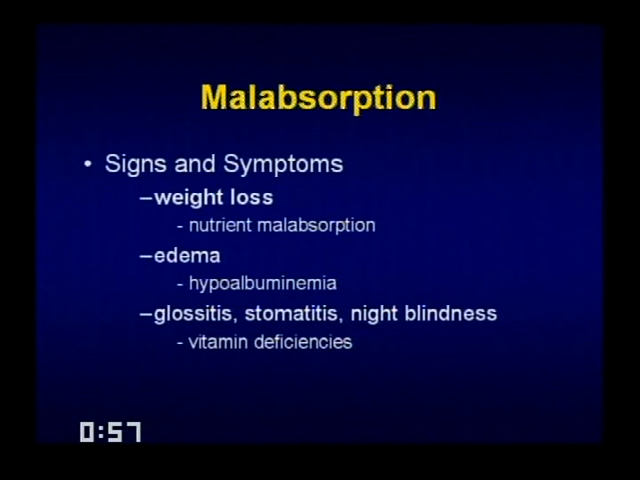 Malabsorption
• Signs and Symptoms
–weight loss
- nutrient malabsorption
–edema
- hypoalbuminemia
–glossitis, stomatitis, night blindness
- vitamin deficiencies
0:57